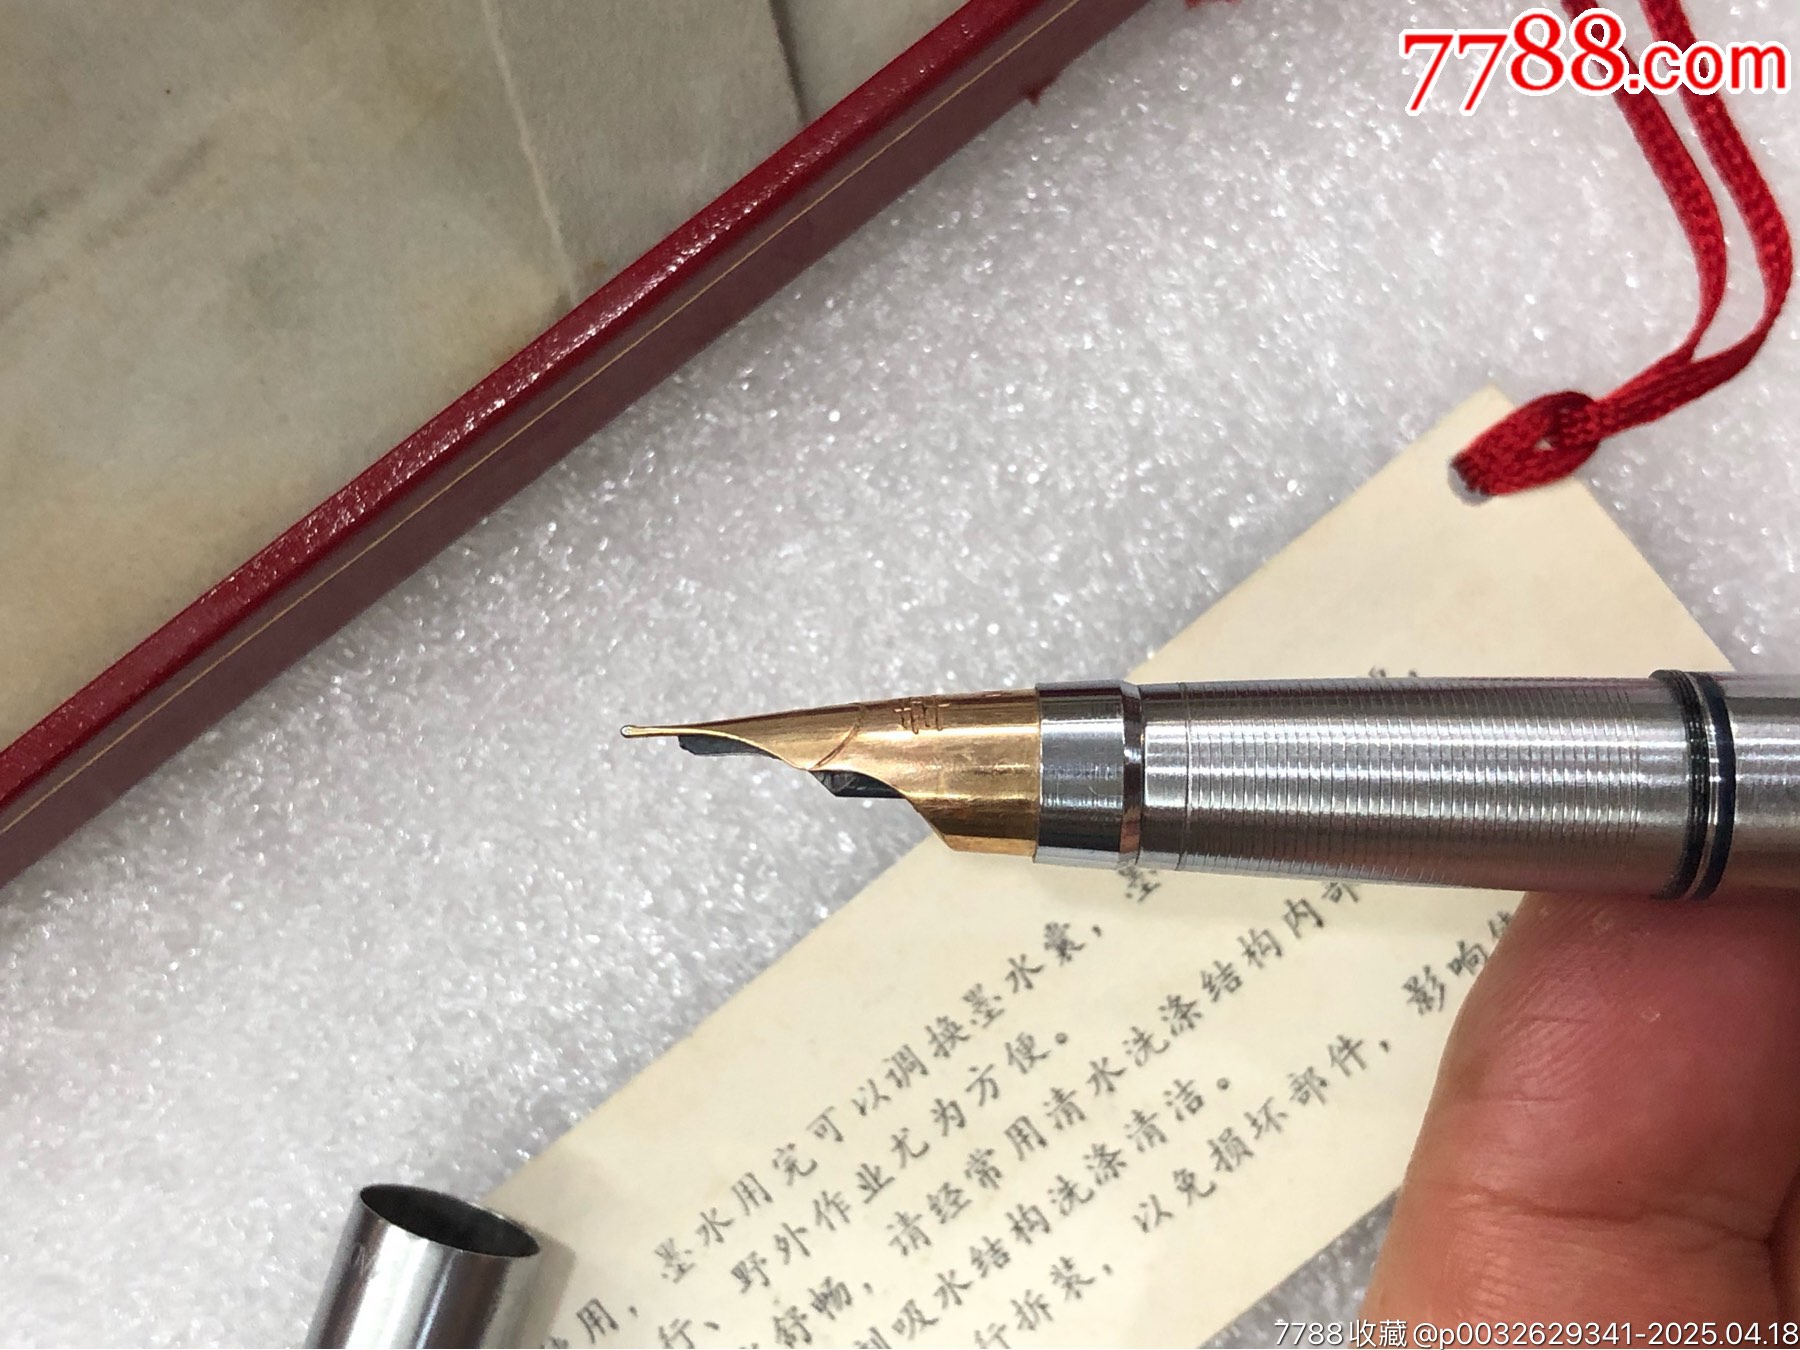 7788.com
墨水用完可以调换墨水囊，墨
用，野外作业尤为方便。
行、舒畅，请经常用清水洗涤结构内部
吸水结构洗涤清洁。
行拆装，以免损坏部件，影响
7788收藏@p0032629341-2025.04.18